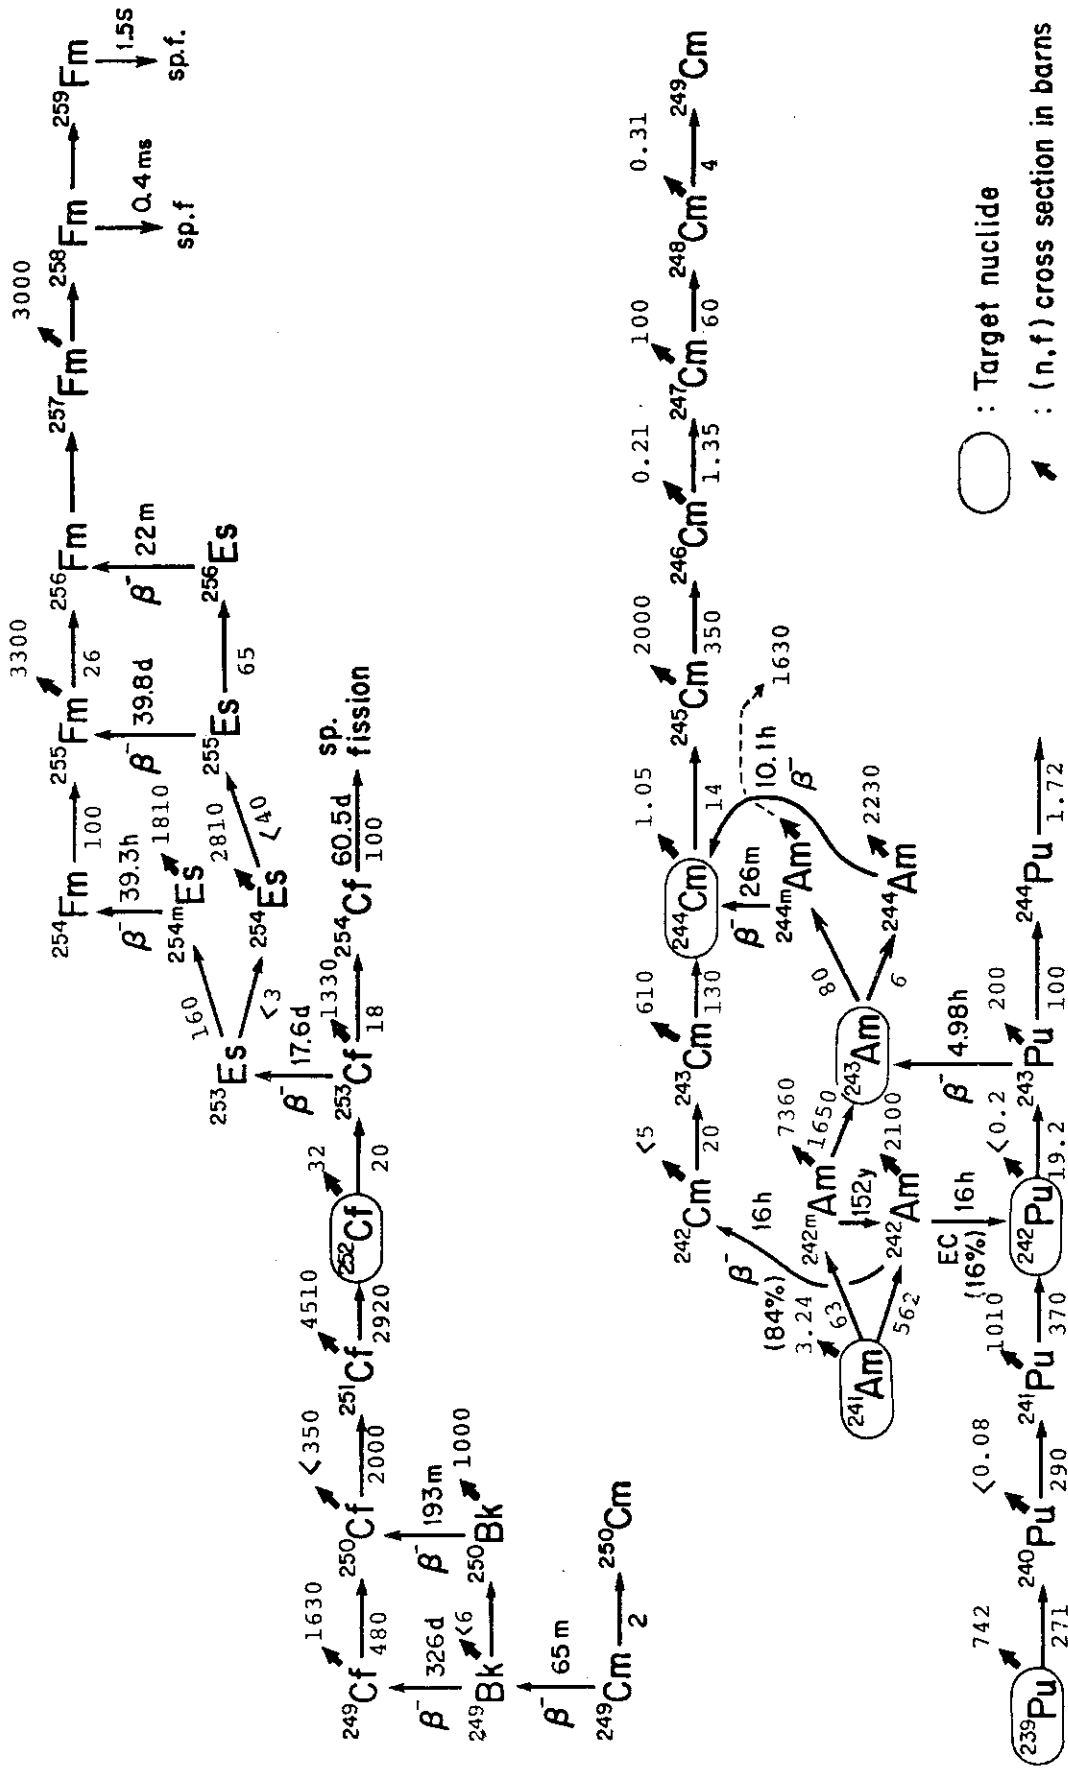 3300 3000
²⁵⁴Fm ²⁵⁵Fm ²⁵⁶Fm ²⁵⁷Fm ²⁵⁸Fm ²⁵⁹Fm
100 26
β⁻ 39.3h β⁻ 39.8d β⁻ 22m 0.4ms 1.5s
sp.f sp.f.
1810
²⁵⁴ᵐEs
160
2810
²⁵³Es ²⁵⁴Es ²⁵⁵Es ²⁵⁶Es
<3 <40 65
β⁻ 17.6d
1630 <350 4510 32 1330 sp.
²⁴⁹Cf ²⁵⁰Cf ²⁵¹Cf ²⁵²Cf ²⁵³Cf ²⁵⁴Cf 60.5d fission
480 2000 2920 20 18 100
β⁻ 326d β⁻ 193m
<6 1000
²⁴⁹Bk ²⁵⁰Bk
β⁻ 65m
²⁴⁹Cm ²⁵⁰Cm
2
<5 610 1.05 2000 0.21 100 0.31
²⁴²Cm ²⁴³Cm ²⁴⁴Cm ²⁴⁵Cm ²⁴⁶Cm ²⁴⁷Cm ²⁴⁸Cm ²⁴⁹Cm
20 130 14 350 1.35 60 4
β⁻ 16h β⁻ 26m 10.1h 1630
(84%) β⁻
3.24 7360 80
63 ²⁴²ᵐAm 1650 ²⁴⁴ᵐAm
²⁴¹Am 152y ²⁴³Am 2230
562 2100 6
²⁴²Am ²⁴⁴Am
EC 16h β⁻ 4.98h
(16%)
742 <0.08 1010 <0.2 200
²³⁹Pu ²⁴⁰Pu ²⁴¹Pu ²⁴²Pu ²⁴³Pu ²⁴⁴Pu
271 290 370 19.2 100 1.72
: Target nuclide
: (n,f) cross section in barns